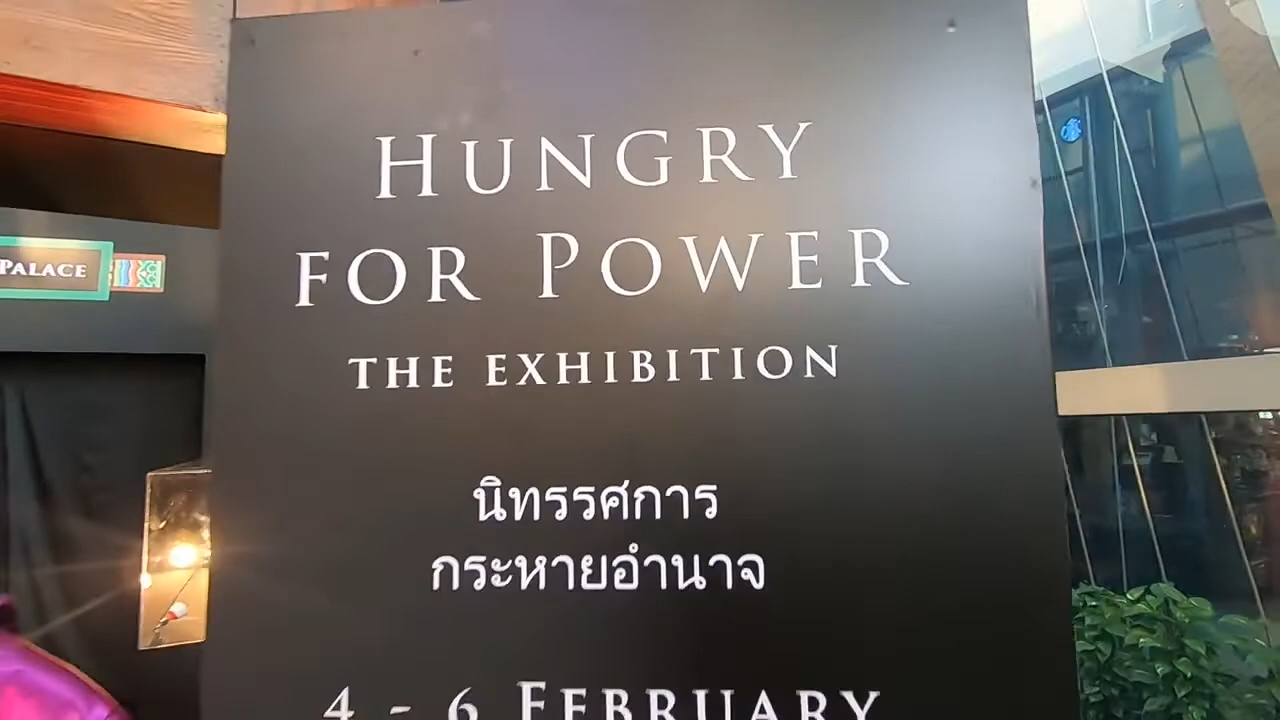 PALACE
HUNGRY
FOR POWER
THE EXHIBITION
นิทรรศการ
กระหายอำนาจ
4 - 6 FEBRUARY